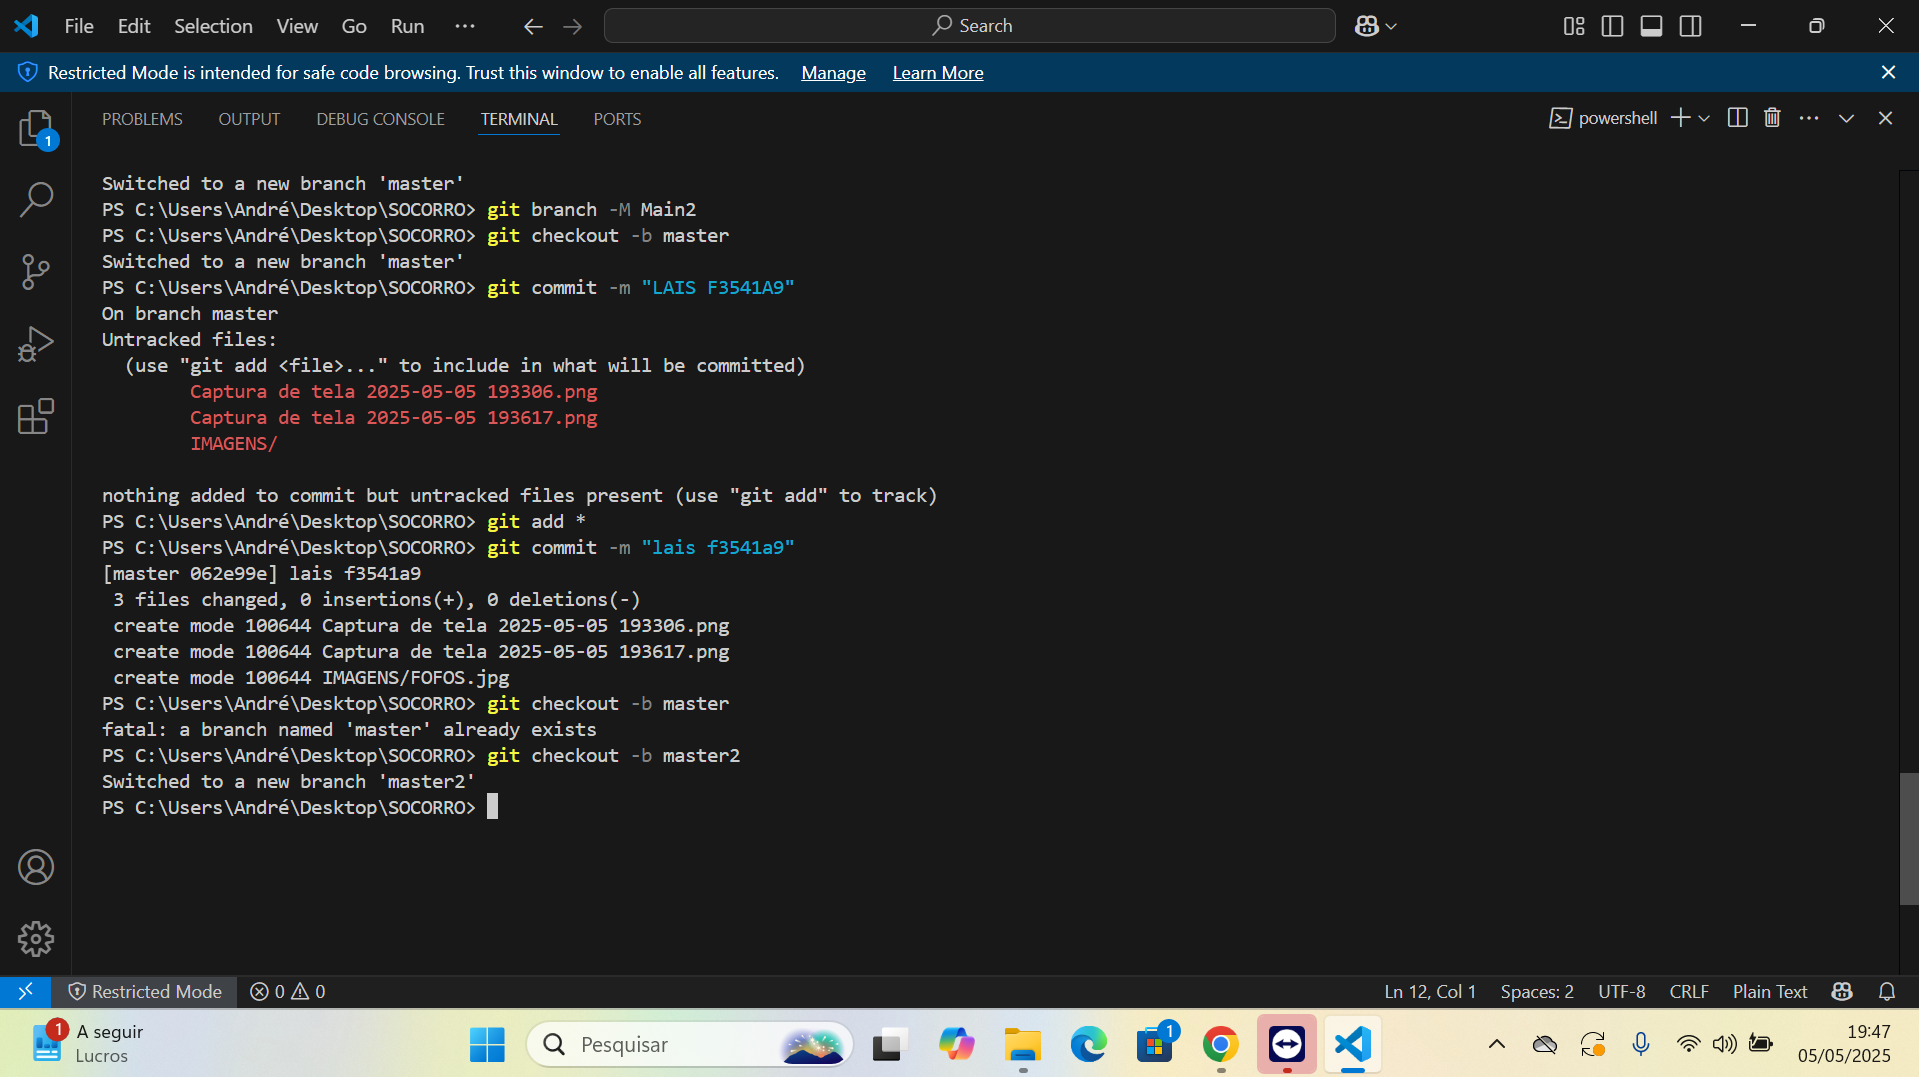 File Edit Selection View Go Run ··· Search
Restricted Mode is intended for safe code browsing. Trust this window to enable all features. Manage Learn More
1
PROBLEMS OUTPUT DEBUG CONSOLE TERMINAL PORTS powershell
Switched to a new branch 'master'
PS C:\Users\André\Desktop\SOCORRO> git branch -M Main2
PS C:\Users\André\Desktop\SOCORRO> git checkout -b master
Switched to a new branch 'master'
PS C:\Users\André\Desktop\SOCORRO> git commit -m "LAIS F3541A9"
On branch master
Untracked files:
  (use "git add <file>..." to include in what will be committed)
        Captura de tela 2025-05-05 193306.png
        Captura de tela 2025-05-05 193617.png
        IMAGENS/
nothing added to commit but untracked files present (use "git add" to track)
PS C:\Users\André\Desktop\SOCORRO> git add *
PS C:\Users\André\Desktop\SOCORRO> git commit -m "lais f3541a9"
[master 062e99e] lais f3541a9
 3 files changed, 0 insertions(+), 0 deletions(-)
 create mode 100644 Captura de tela 2025-05-05 193306.png
 create mode 100644 Captura de tela 2025-05-05 193617.png
 create mode 100644 IMAGENS/FOFOS.jpg
PS C:\Users\André\Desktop\SOCORRO> git checkout -b master
fatal: a branch named 'master' already exists
PS C:\Users\André\Desktop\SOCORRO> git checkout -b master2
Switched to a new branch 'master2'
PS C:\Users\André\Desktop\SOCORRO>
Restricted Mode 0 0 Ln 12, Col 1 Spaces: 2 UTF-8 CRLF Plain Text
1 A seguir
Lucros
Pesquisar
1
19:47
05/05/2025